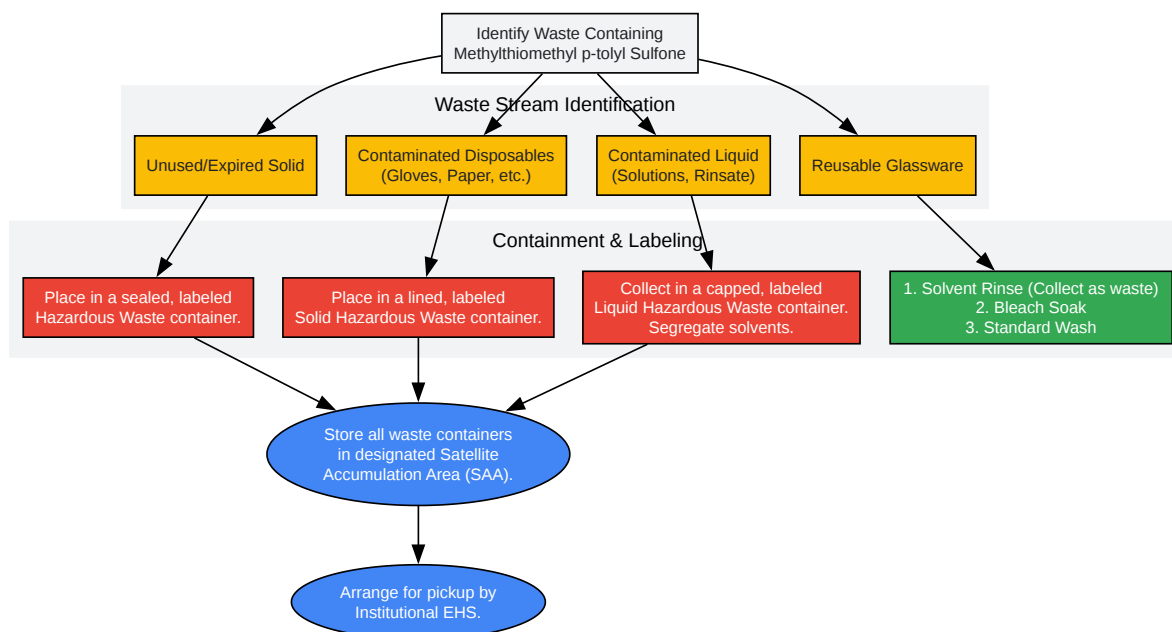 Identify Waste Containing
Methylthiomethyl p-tolyl Sulfone
Waste Stream Identification
Unused/Expired Solid
Contaminated Disposables
(Gloves, Paper, etc.)
Contaminated Liquid
(Solutions, Rinsate)
Reusable Glassware
Containment & Labeling
Place in a sealed, labeled
Hazardous Waste container.
Place in a lined, labeled
Solid Hazardous Waste container.
Collect in a capped, labeled
Liquid Hazardous Waste container.
Segregate solvents.
1. Solvent Rinse (Collect as waste)
2. Bleach Soak
3. Standard Wash
Store all waste containers
in designated Satellite
Accumulation Area (SAA).
Arrange for pickup by
Institutional EHS.